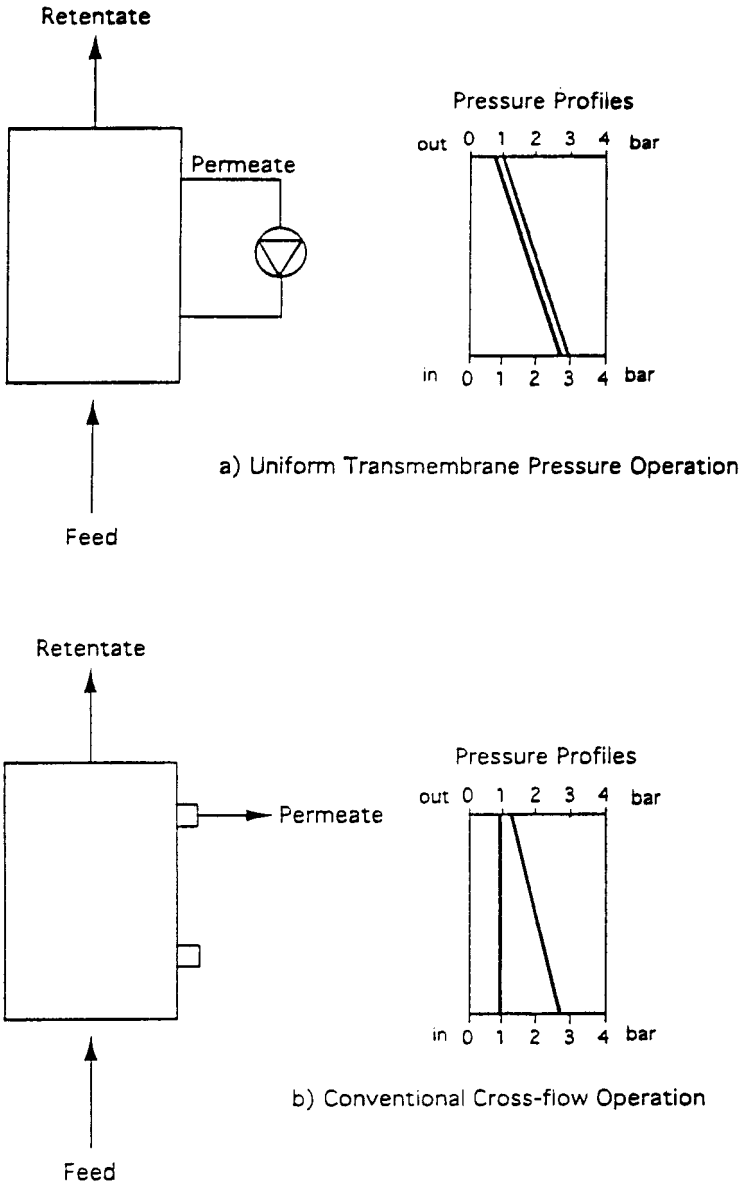 Retentate
Permeate
Feed
Pressure Profiles
out 0 1 2 3 4 bar
in 0 1 2 3 4 bar
a) Uniform Transmembrane Pressure Operation
Retentate
Permeate
Feed
Pressure Profiles
out 0 1 2 3 4 bar
in 0 1 2 3 4 bar
b) Conventional Cross-flow Operation